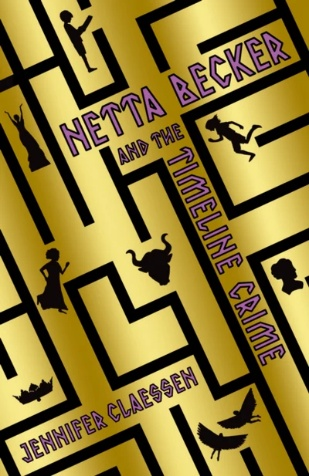 NETTA BECKER
AND THE
TIMELINE CRIME
JENNIFER CLAESSEN